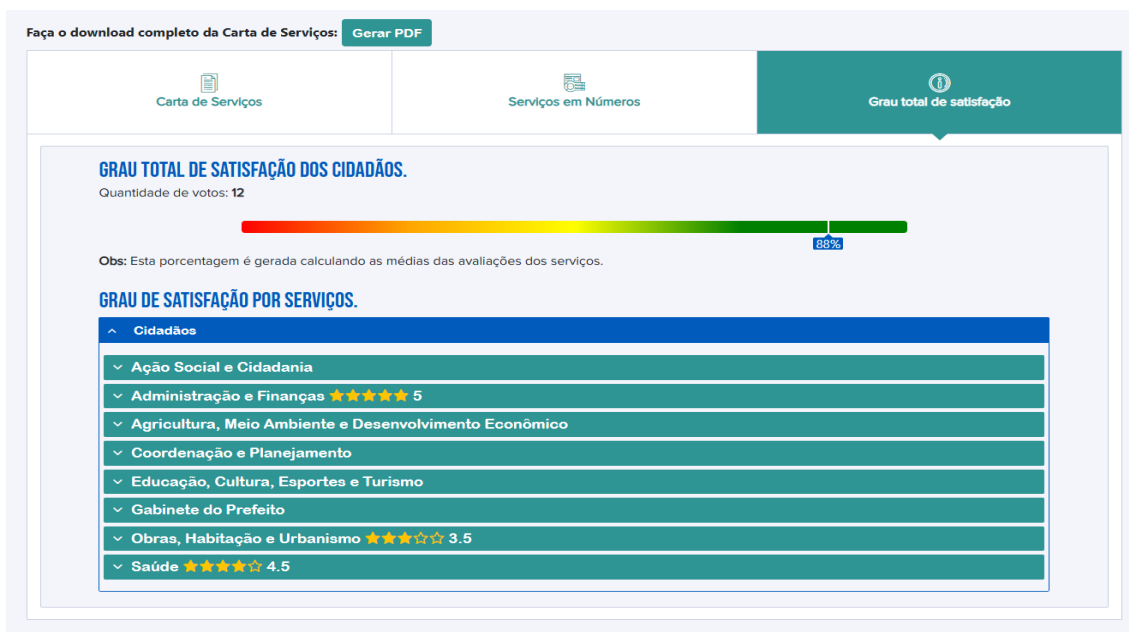 Faça o download completo da Carta de Serviços: Gerar PDF
Carta de Serviços
Serviços em Números
Grau total de satisfação
GRAU TOTAL DE SATISFAÇÃO DOS CIDADÃOS.
Quantidade de votos: 12
88%
Obs: Esta porcentagem é gerada calculando as médias das avaliações dos serviços.
GRAU DE SATISFAÇÃO POR SERVIÇOS.
Cidadãos
Ação Social e Cidadania
Administração e Finanças ★★★★★ 5
Agricultura, Meio Ambiente e Desenvolvimento Econômico
Coordenação e Planejamento
Educação, Cultura, Esportes e Turismo
Gabinete do Prefeito
Obras, Habitação e Urbanismo ★★★☆☆ 3.5
Saúde ★★★★☆ 4.5